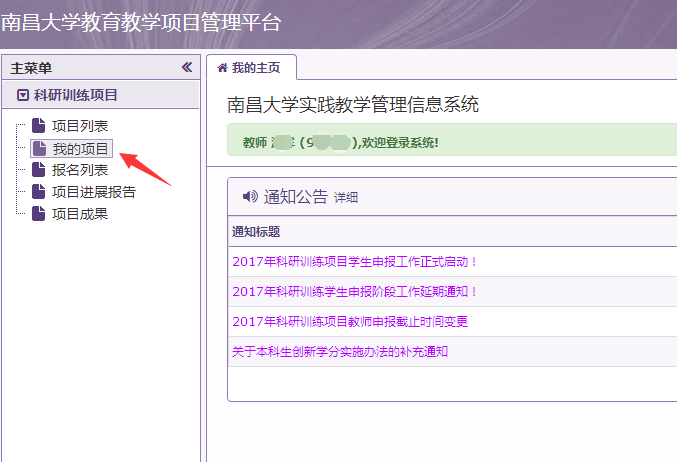 南昌大学教育教学项目管理平台
主菜单
科研训练项目
项目列表
我的项目
报名列表
项目进展报告
项目成果
我的主页
南昌大学实践教学管理信息系统
教师 (9 ),欢迎登录系统!
通知公告 详细
通知标题
2017年科研训练项目学生申报工作正式启动！
2017年科研训练学生申报阶段工作延期通知！
2017年科研训练项目教师申报截止时间变更
关于本科生创新学分实施办法的补充通知